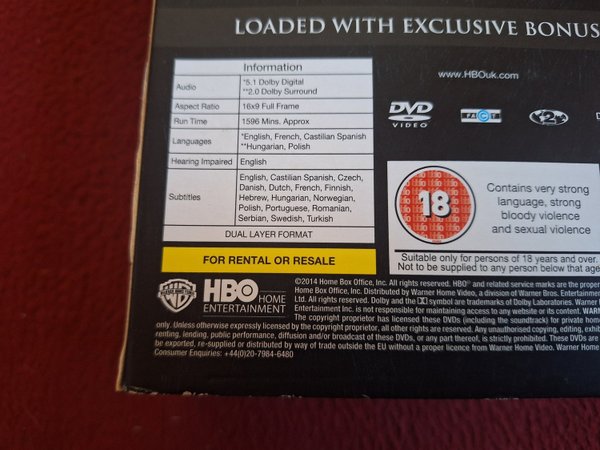 LOADED WITH EXCLUSIVE BONUS
Information
Audio
*5.1 Dolby Digital
**2.0 Dolby Surround
Aspect Ratio 16x9 Full Frame
Run Time 1596 Mins. Approx
Languages
*English, French, Castilian Spanish
**Hungarian, Polish
Hearing Impaired English
Subtitles
English, Castilian Spanish, Czech,
Danish, Dutch, French, Finnish,
Hebrew, Hungarian, Norwegian,
Polish, Portuguese, Romanian,
Serbian, Swedish, Turkish
DUAL LAYER FORMAT
FOR RENTAL OR RESALE
www.HBOuk.com
DVD
VIDEO
FACT
2
18
Contains very strong
language, strong
bloody violence
and sexual violence
Suitable only for persons of 18 years and over.
Not to be supplied to any person below that age
WB
HBO HOME
ENTERTAINMENT
©2014 Home Box Office, Inc. All rights reserved. HBO® and related service marks are the prope
Home Box Office, Inc. Distributed by Warner Home Video, a division of Warner Bros. Entertainmen
Ltd. All rights reserved. Dolby and the symbol are trademarks of Dolby Laboratories. Warner
Entertainment Inc. is not responsible for maintaining access to any website or its content. WARN
The copyright proprietor has licensed these DVDs (including the soundtrack) for private home
only. Unless otherwise expressly licensed by the copyright proprietor, all other rights are reserved. Any unauthorised copying, editing, exhib
renting, lending, public performance, diffusion and/or broadcast of these DVDs, or any part thereof, is strictly prohibited. These DVDs are
be exported, re-supplied or distributed by way of trade outside the EU without a proper licence from Warner Home Video. Warner Home
Consumer Enquiries: +44(0)20-7984-6480